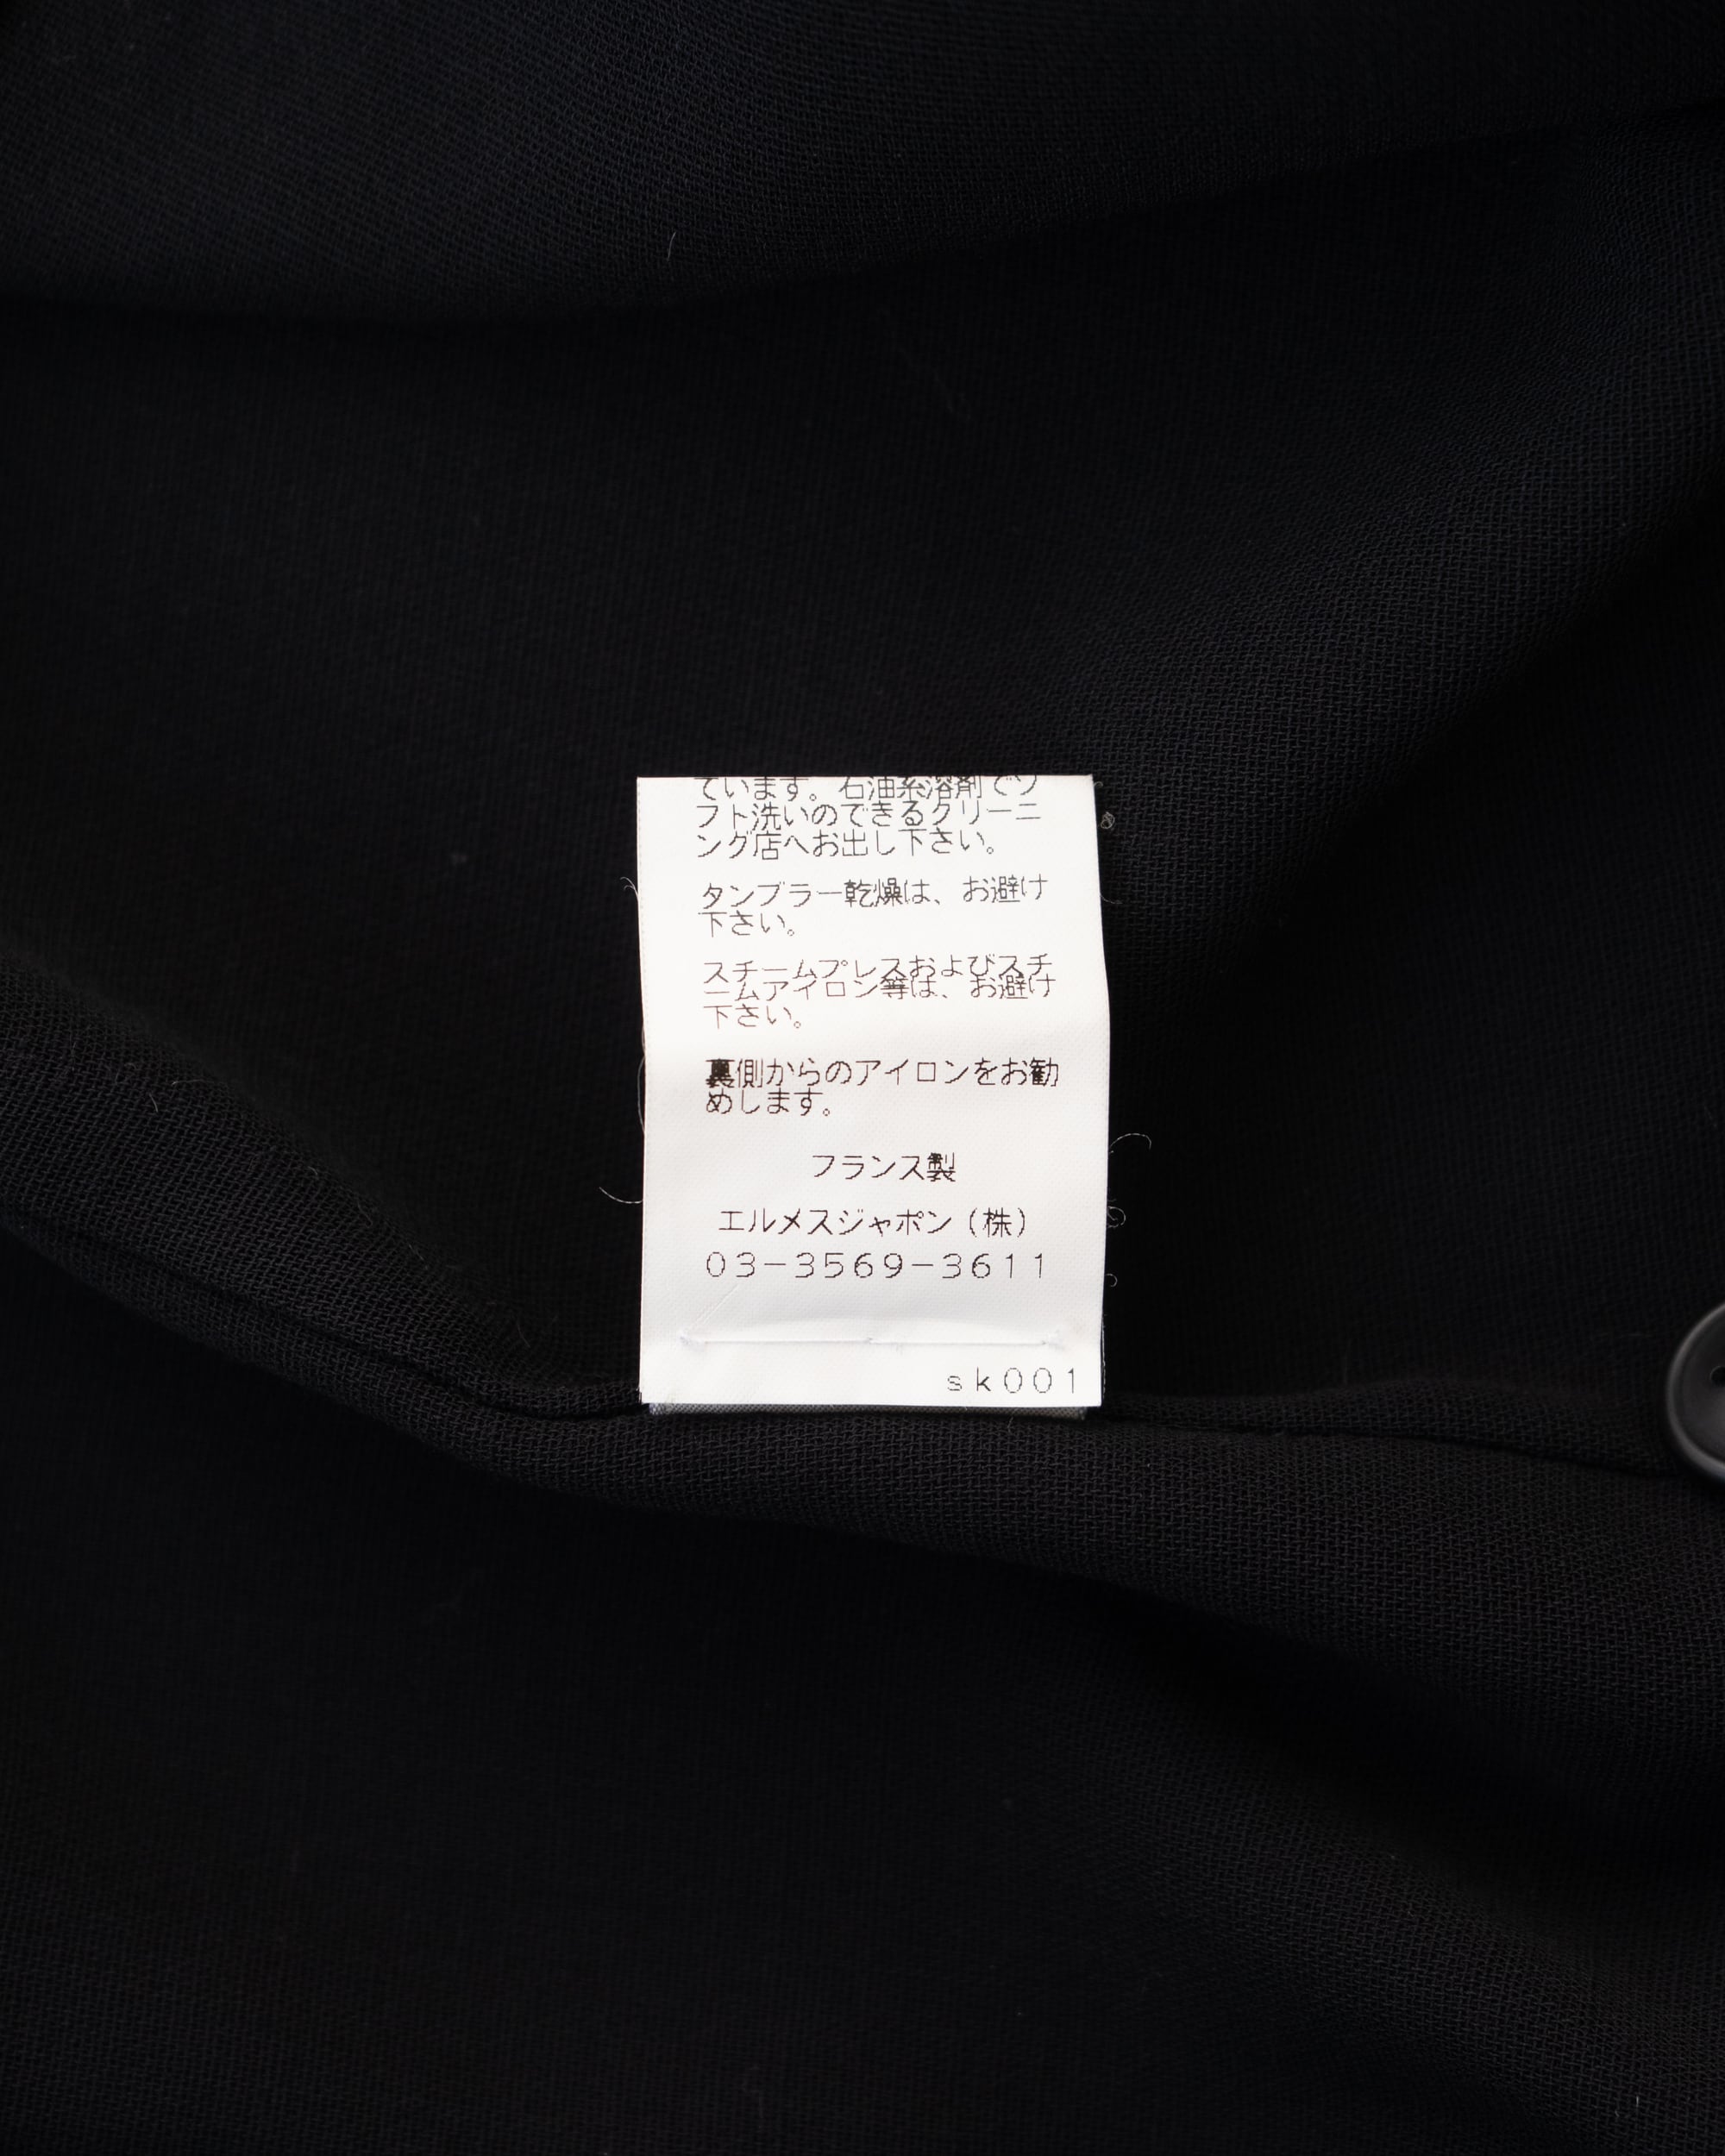 ています。石油系溶剤でソ
フト洗いのできるクリーニ
ング店へお出し下さい。
タンブラー乾燥は、お避け
下さい。
スチームプレスおよびスチ
ームアイロン等は、お避け
下さい。
裏側からのアイロンをお勧
めします。
フランス製
エルメスジャポン（株）
03-3569-3611
sk001